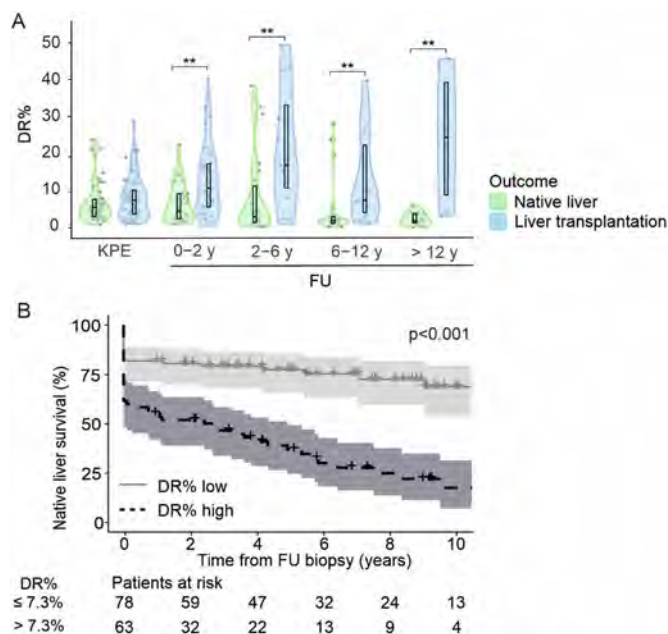 A
DR%
50
40
30
20
10
0
** ** ** **
KPE 0–2 y 2–6 y 6–12 y > 12 y
FU
Outcome
Native liver
Liver transplantation
B
Native liver survival (%)
100
75
50
25
0
p<0.001
DR% low
DR% high
0 2 4 6 8 10
Time from FU biopsy (years)
DR% Patients at risk
≤ 7.3% 78 59 47 32 24 13
> 7.3% 63 32 22 13 9 4